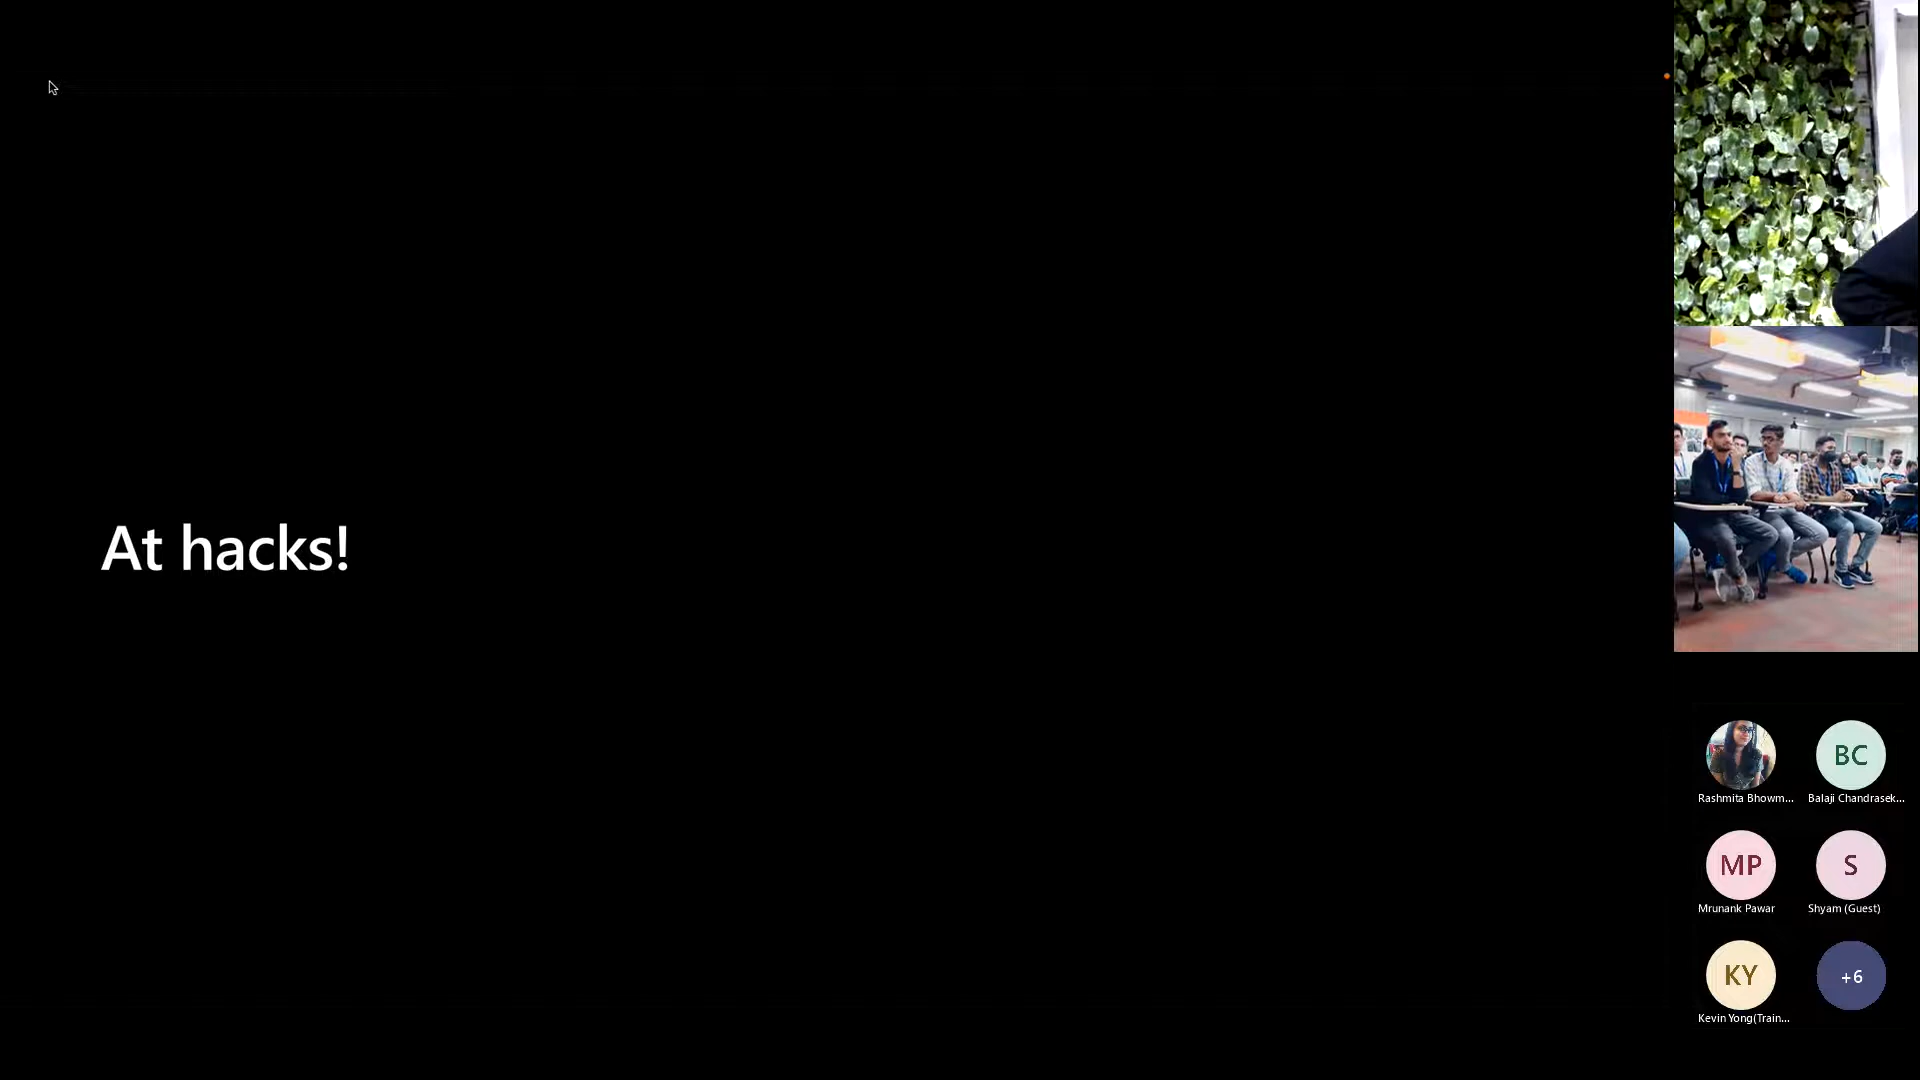 At hacks!
BC
Rashmita Bhowm...
Balaji Chandrasek...
MP
S
Mrunank Pawar
Shyam (Guest)
KY
+6
Kevin Yong(Train...